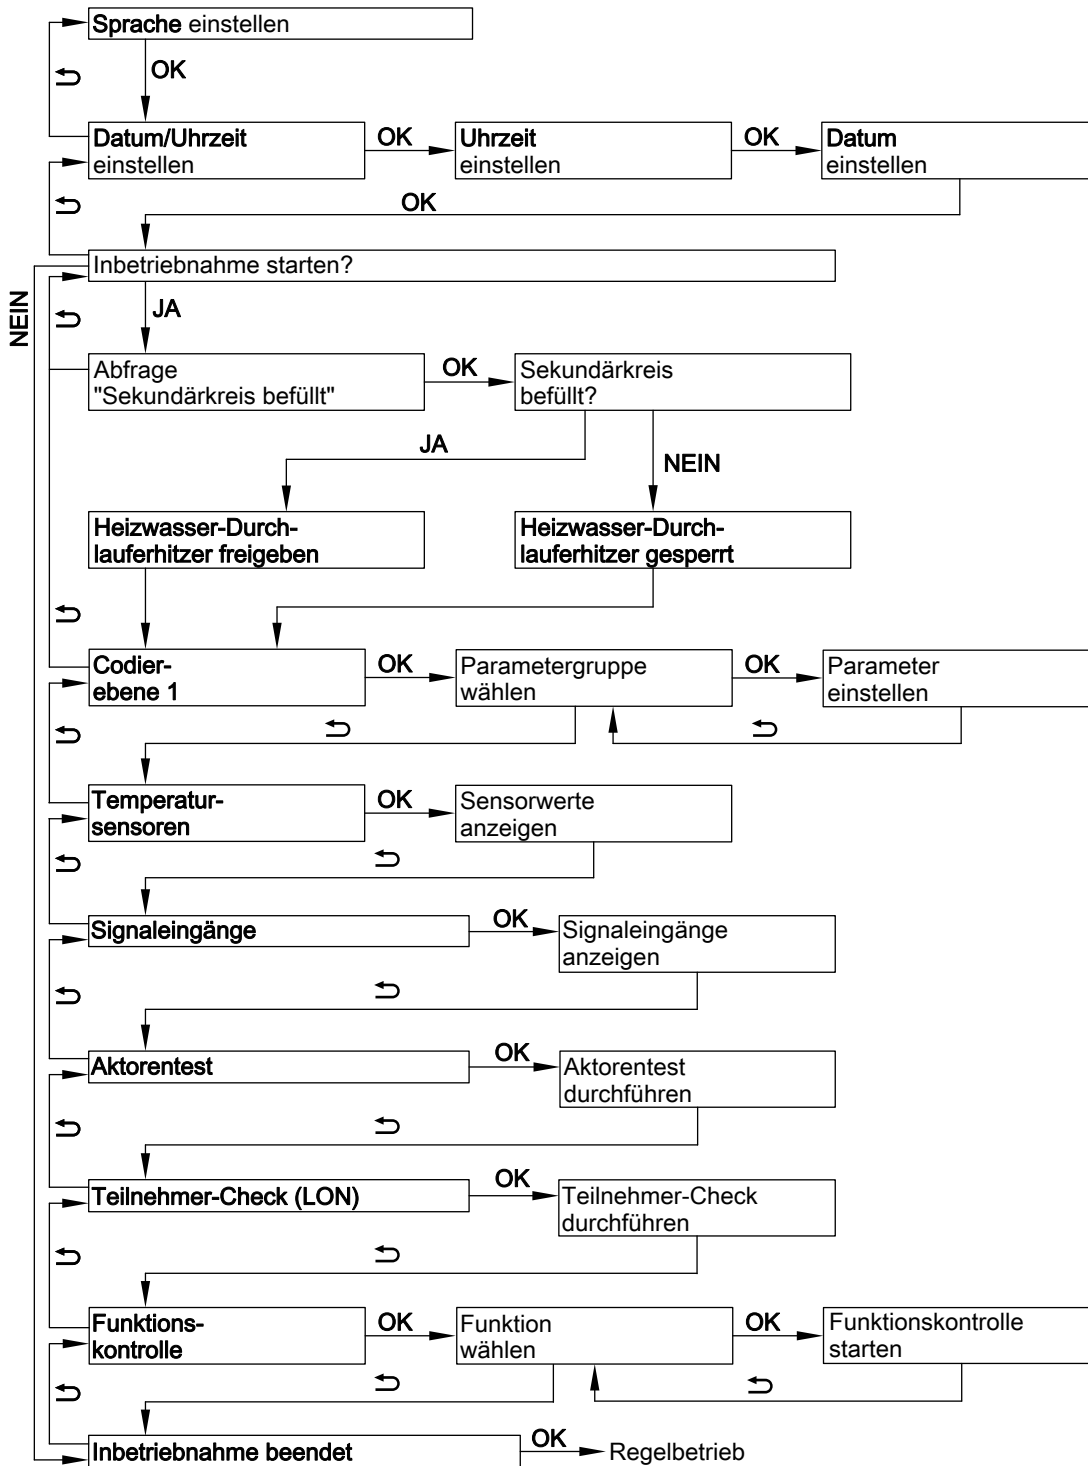 Sprache einstellen
OK
Datum/Uhrzeit
einstellen
OK
Uhrzeit
einstellen
OK
Datum
einstellen
OK
Inbetriebnahme starten?
NEIN
JA
Abfrage
"Sekundärkreis befüllt"
OK
Sekundärkreis
befüllt?
JA
NEIN
Heizwasser-Durch-
lauferhitzer freigeben
Heizwasser-Durch-
lauferhitzer gesperrt
Codier-
ebene 1
OK
Parametergruppe
wählen
OK
Parameter
einstellen
Temperatur-
sensoren
OK
Sensorwerte
anzeigen
Signaleingänge
OK
Signaleingänge
anzeigen
Aktorentest
OK
Aktorentest
durchführen
Teilnehmer-Check (LON)
OK
Teilnehmer-Check
durchführen
Funktions-
kontrolle
OK
Funktion
wählen
OK
Funktionskontrolle
starten
Inbetriebnahme beendet
OK
Regelbetrieb